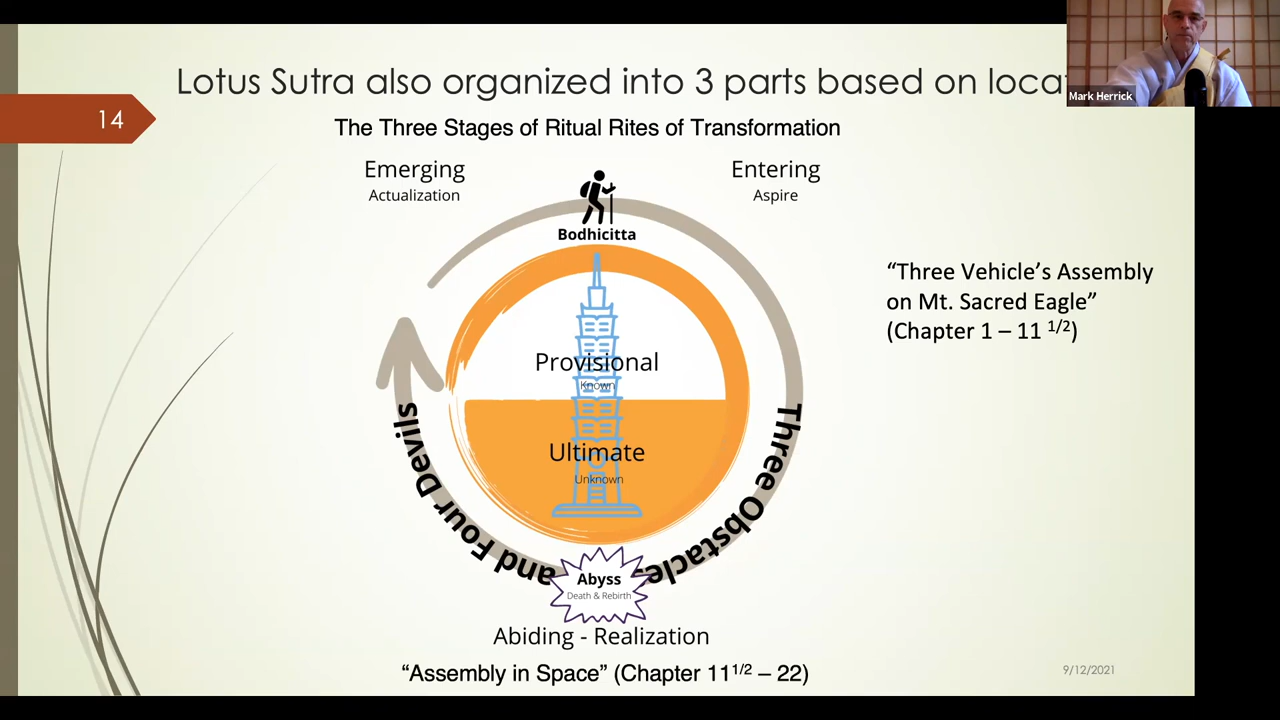 Lotus Sutra also organized into 3 parts based on loca
Mark Herrick
14
The Three Stages of Ritual Rites of Transformation
Emerging
Actualization
Entering
Aspire
Bodhicitta
“Three Vehicle’s Assembly
on Mt. Sacred Eagle”
(Chapter 1 – 11 1/2)
Provisional
Known
Ultimate
Unknown
Three Obstacle
and Four Devils
Abyss
Death & Rebirth
Abiding - Realization
“Assembly in Space” (Chapter 11 1/2 – 22)
9/12/2021